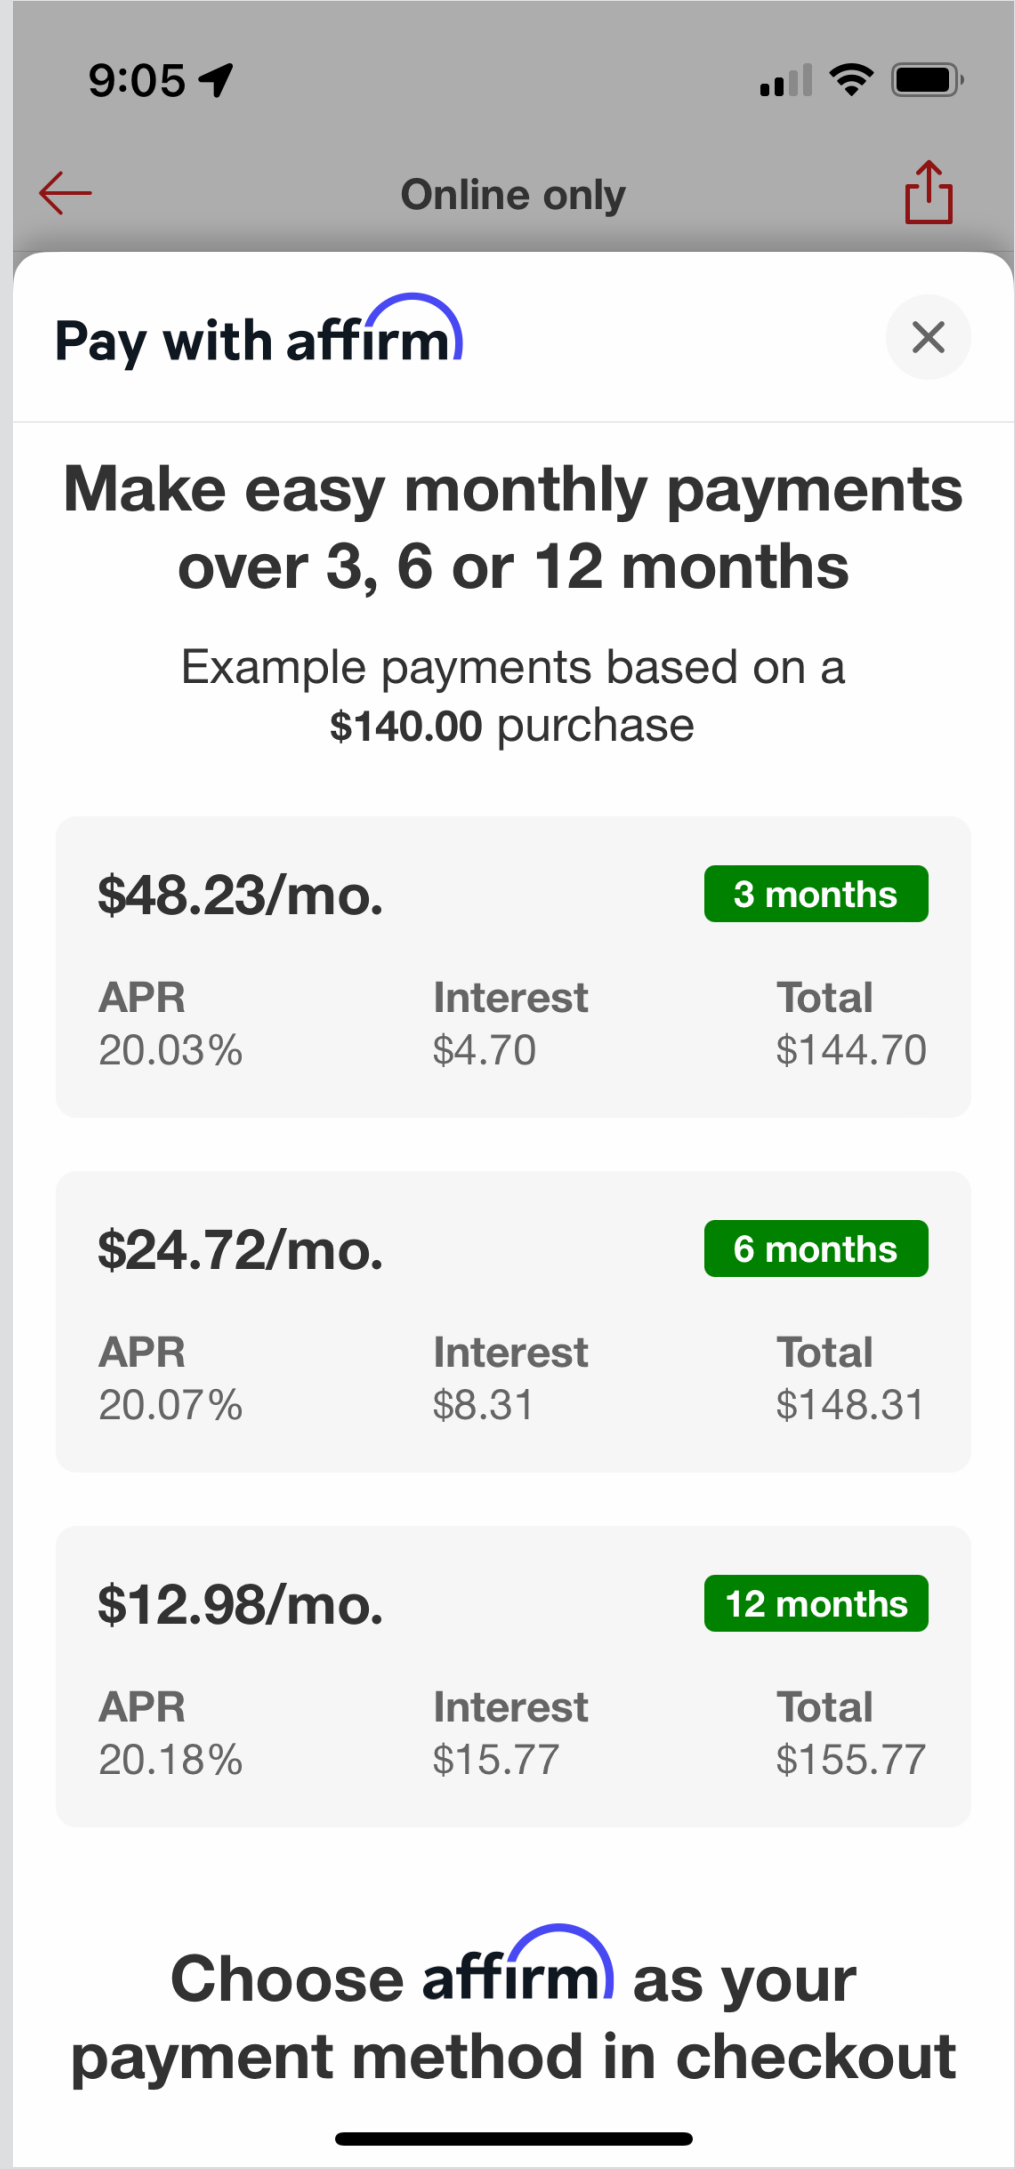 9:05
Online only
Pay with affirm
Make easy monthly payments
over 3, 6 or 12 months
Example payments based on a
$140.00 purchase
$48.23/mo. 3 months
APR Interest Total
20.03% $4.70 $144.70
$24.72/mo. 6 months
APR Interest Total
20.07% $8.31 $148.31
$12.98/mo. 12 months
APR Interest Total
20.18% $15.77 $155.77
Choose affirm as your
payment method in checkout